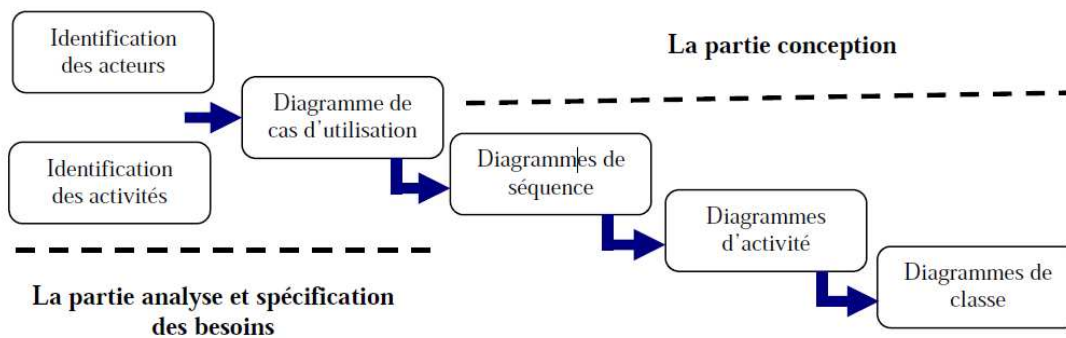 Identification
des acteurs
La partie conception
Diagramme de
cas d'utilisation
Identification
des activités
Diagrammes de
séquence
Diagrammes
d'activité
Diagrammes de
classe
La partie analyse et spécification
des besoins